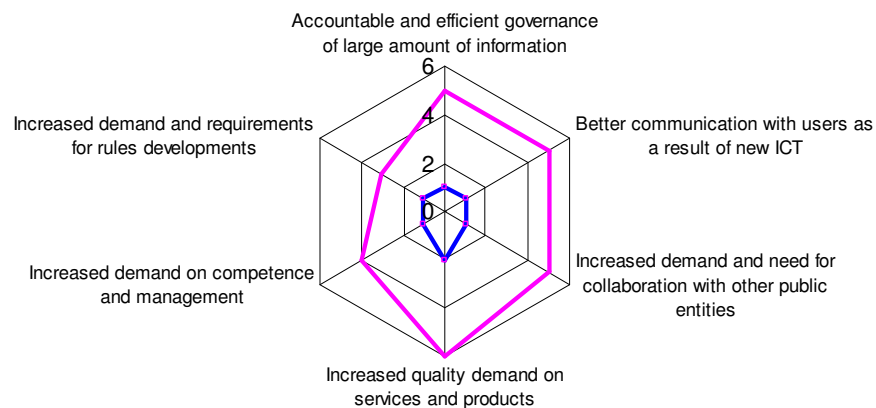 Accountable and efficient governance
of large amount of information
6
Increased demand and requirements
for rules developments
4
Better communication with users as
a result of new ICT
2
0
Increased demand on competence
and management
Increased demand and need for
collaboration with other public
entities
Increased quality demand on
services and products